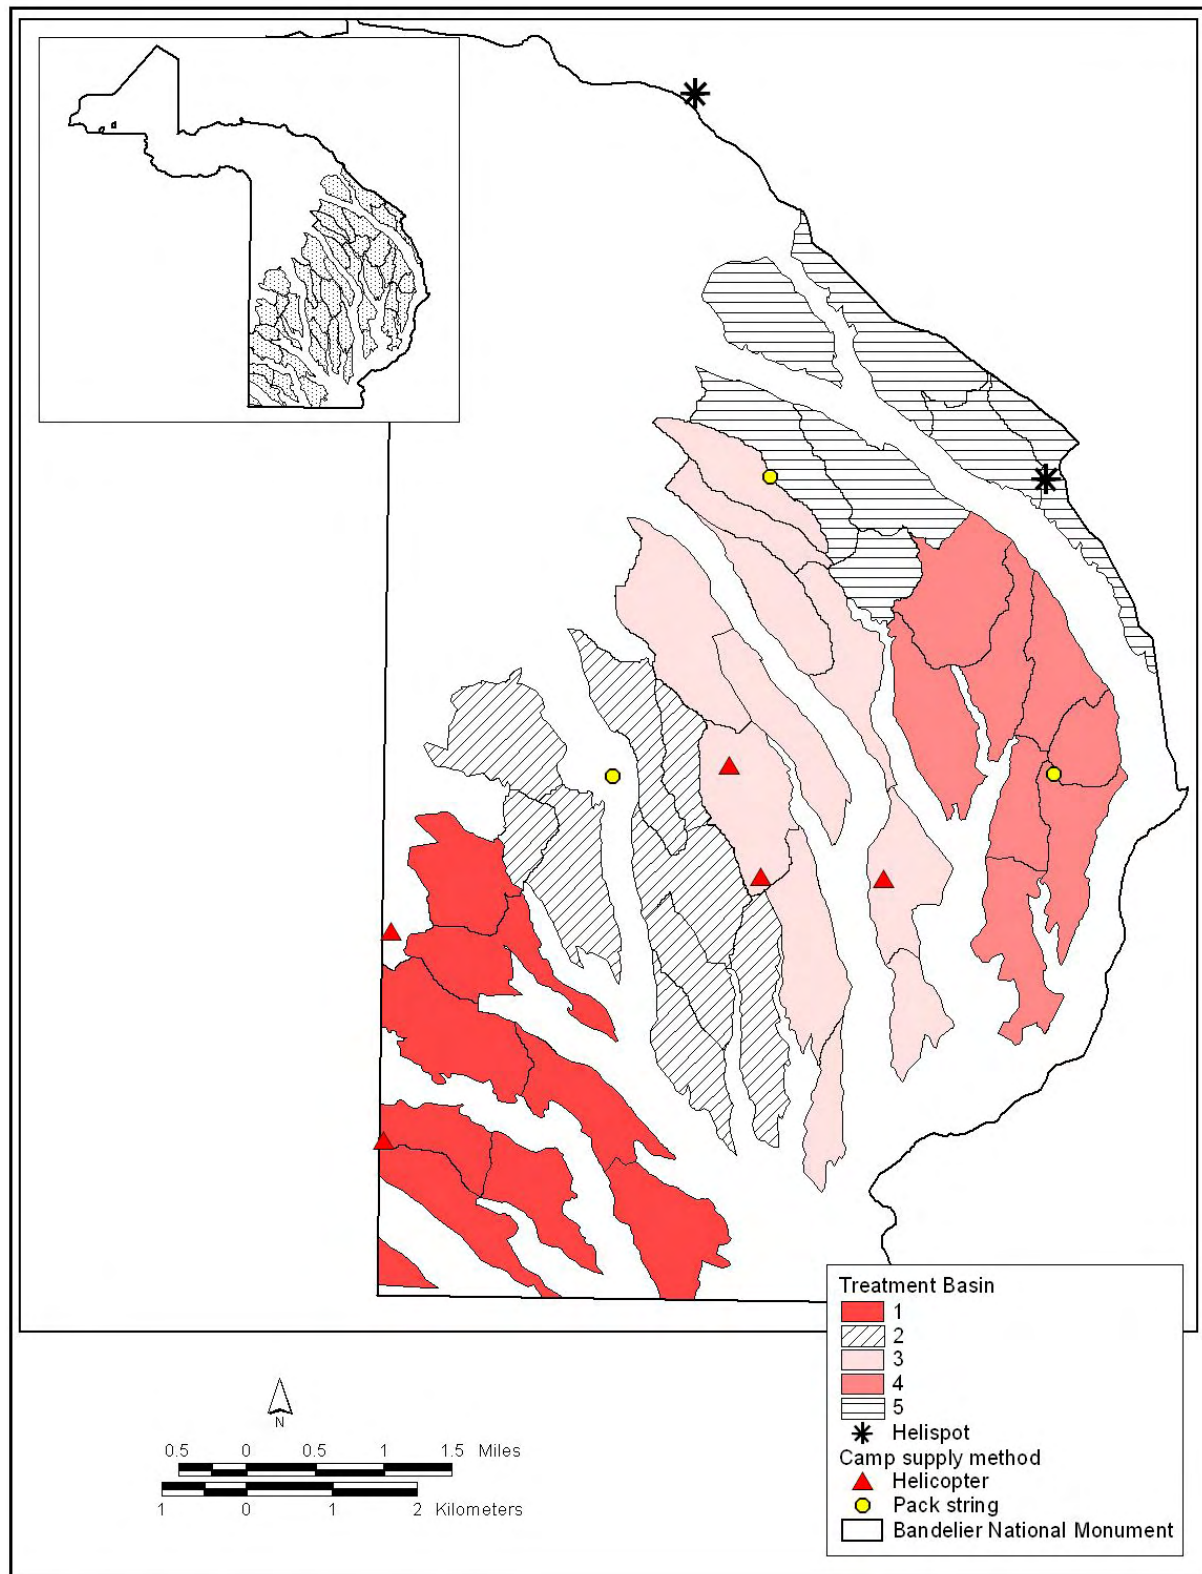 Treatment Basin
1
2
3
4
5
Helispot
Camp supply method
Helicopter
Pack string
Bandelier National Monument
N
0.5 0 0.5 1 1.5 Miles
1 0 1 2 Kilometers